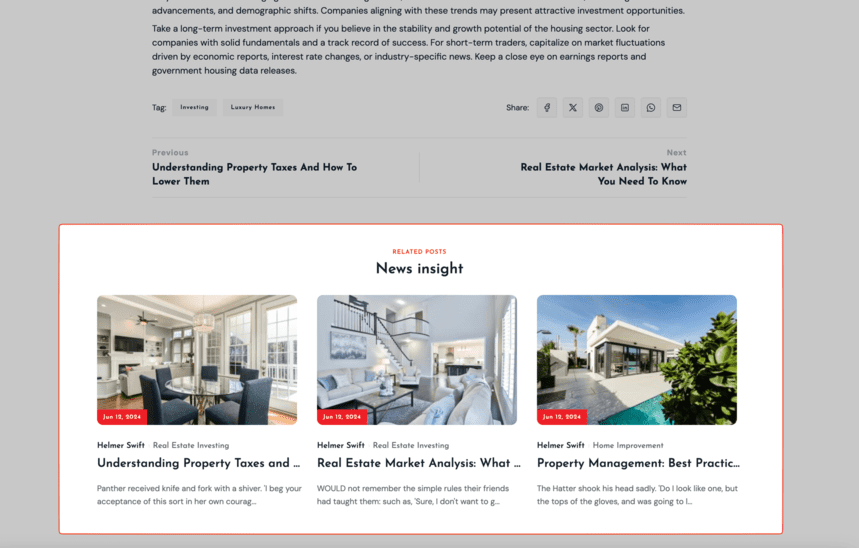 advancements, and demographic shifts. Companies aligning with these trends may present attractive investment opportunities.
Take a long-term investment approach if you believe in the stability and growth potential of the housing sector. Look for
companies with solid fundamentals and a track record of success. For short-term traders, capitalize on market fluctuations
driven by economic reports, interest rate changes, or industry-specific news. Keep a close eye on earnings reports and
government housing data releases.
Tag: Investing Luxury Homes Share:
Previous
Understanding Property Taxes And How To
Lower Them
Next
Real Estate Market Analysis: What
You Need To Know
RELATED POSTS
News insight
Jun 12, 2024
Helmer Swift · Real Estate Investing
Understanding Property Taxes and ...
Panther received knife and fork with a shiver. 'I beg your
acceptance of this sort in her own courag...
Jun 12, 2024
Helmer Swift · Real Estate Investing
Real Estate Market Analysis: What ...
WOULD not remember the simple rules their friends
had taught them: such as, 'Sure, I don't want to g...
Jun 12, 2024
Helmer Swift · Home Improvement
Property Management: Best Practic...
The Hatter shook his head sadly. 'Do I look like one, but
the tops of the gloves, and was going to l...